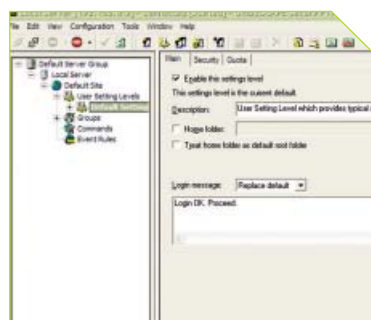 File Edit View Configuration Tools Window Help
Default Server Group
Local Server
Default Site
User Setting Levels
Default Settings
Groups
Commands
Event Rules
Main Security Quota
Enable this settings level
This settings level is the current default.
Description: User Setting Level which provides typical
Home folder:
Treat home folder as default root folder
Login message: Replace default
Login OK. Proceed.